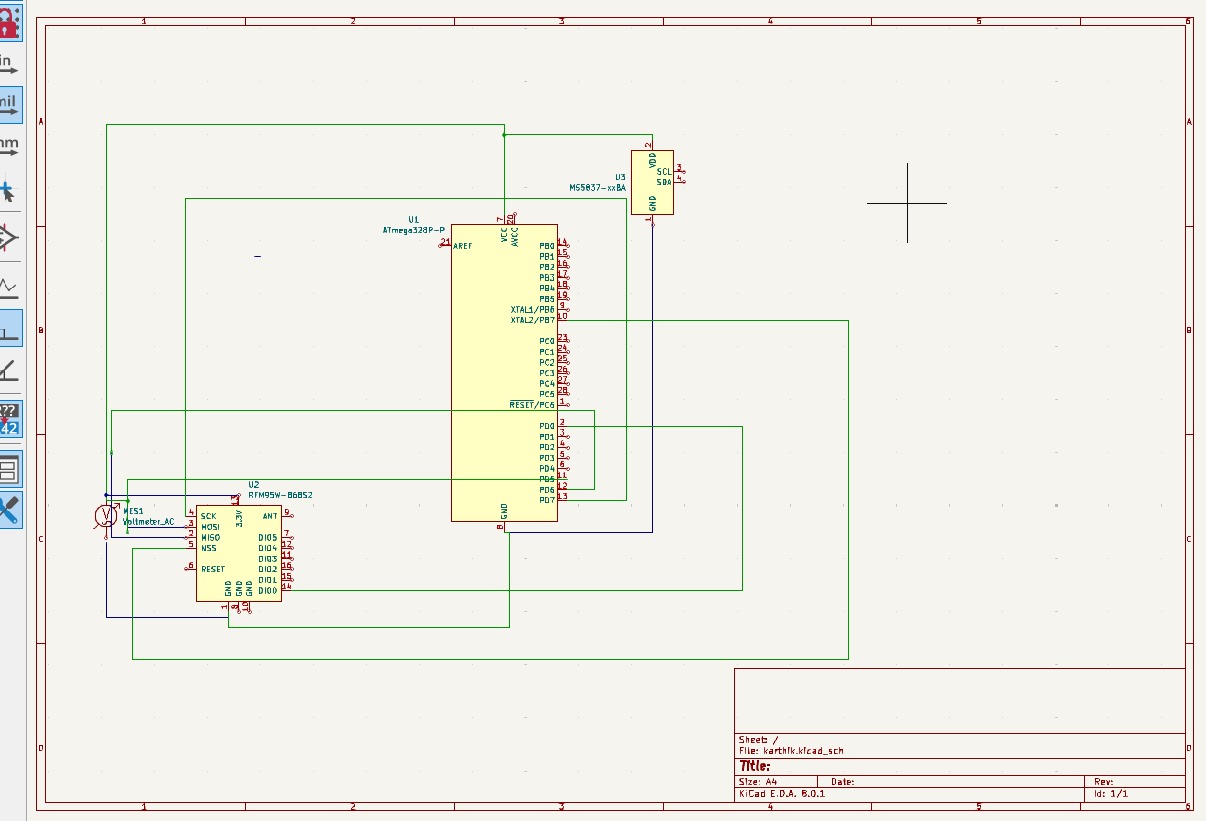 in
mil
mm
1 2 3 4 5 6
A A
B B
C C
D D
U1
ATmega328P-P
7 VCC
20 AVCC
21 AREF
PB0 14
PB1 15
PB2 16
PB3 17
PB4 18
PB5 19
XTAL1/PB6 9
XTAL2/PB7 10
PC0 23
PC1 24
PC2 25
PC3 26
PC4 27
PC5 28
RESET/PC6 1
PD0 2
PD1 3
PD2 4
PD3 5
PD4 6
PD5 11
PD6 12
PD7 13
GND
8
U3
MS5837-xxBA
2
VDD
SCL 3
SDA 4
GND
1
??
42
U2
RFM95W-868S2
13
3.3V
4 SCK
3 MOSI
2 MISO
5 NSS
6 RESET
ANT 9
DIO5 7
DIO4 12
DIO3 11
DIO2 16
DIO1 15
DIO0 14
GND GND GND
1 8 10
MES1
Voltmeter_AC
V
Sheet: /
File: karthik.kicad_sch
Title:
Size: A4 Date: Rev:
KiCad E.D.A. 8.0.1 Id: 1/1
1 2 3 4 5